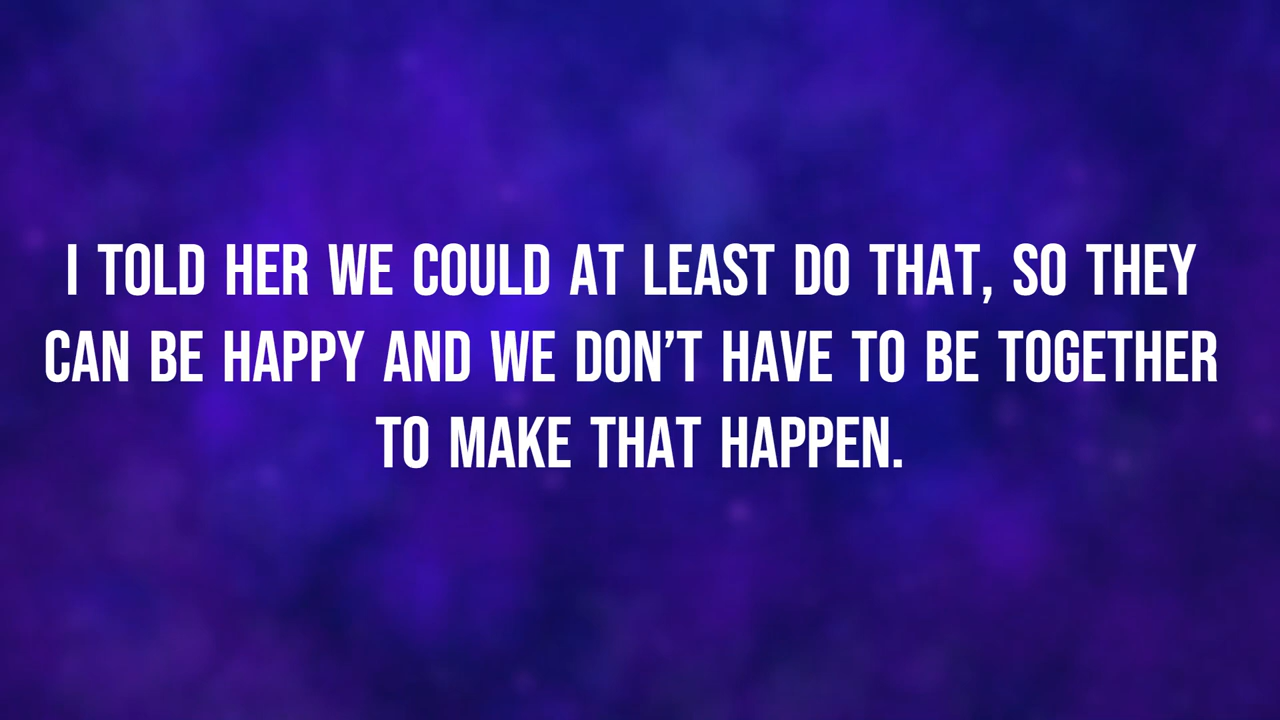 I TOLD HER WE COULD AT LEAST DO THAT, SO THEY
CAN BE HAPPY AND WE DON’T HAVE TO BE TOGETHER
TO MAKE THAT HAPPEN.